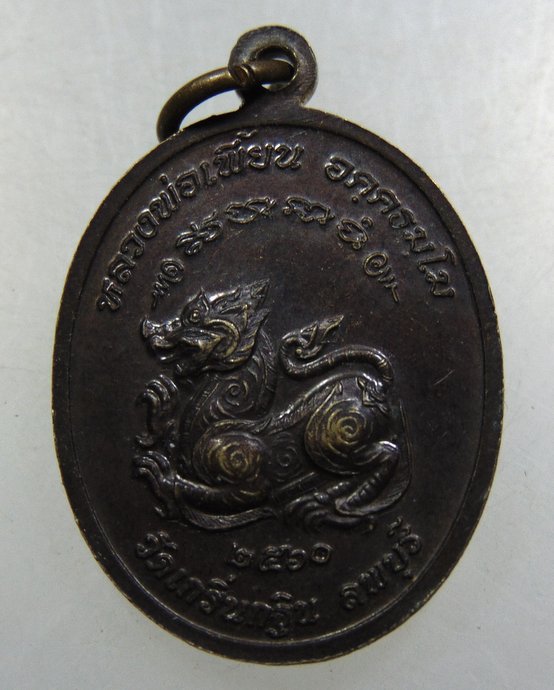 หลวงพ่อเพี้ยน อคฺคธมฺโม
๒๕๖๐
วัดเกริ่นกฐิน ลพบุรี